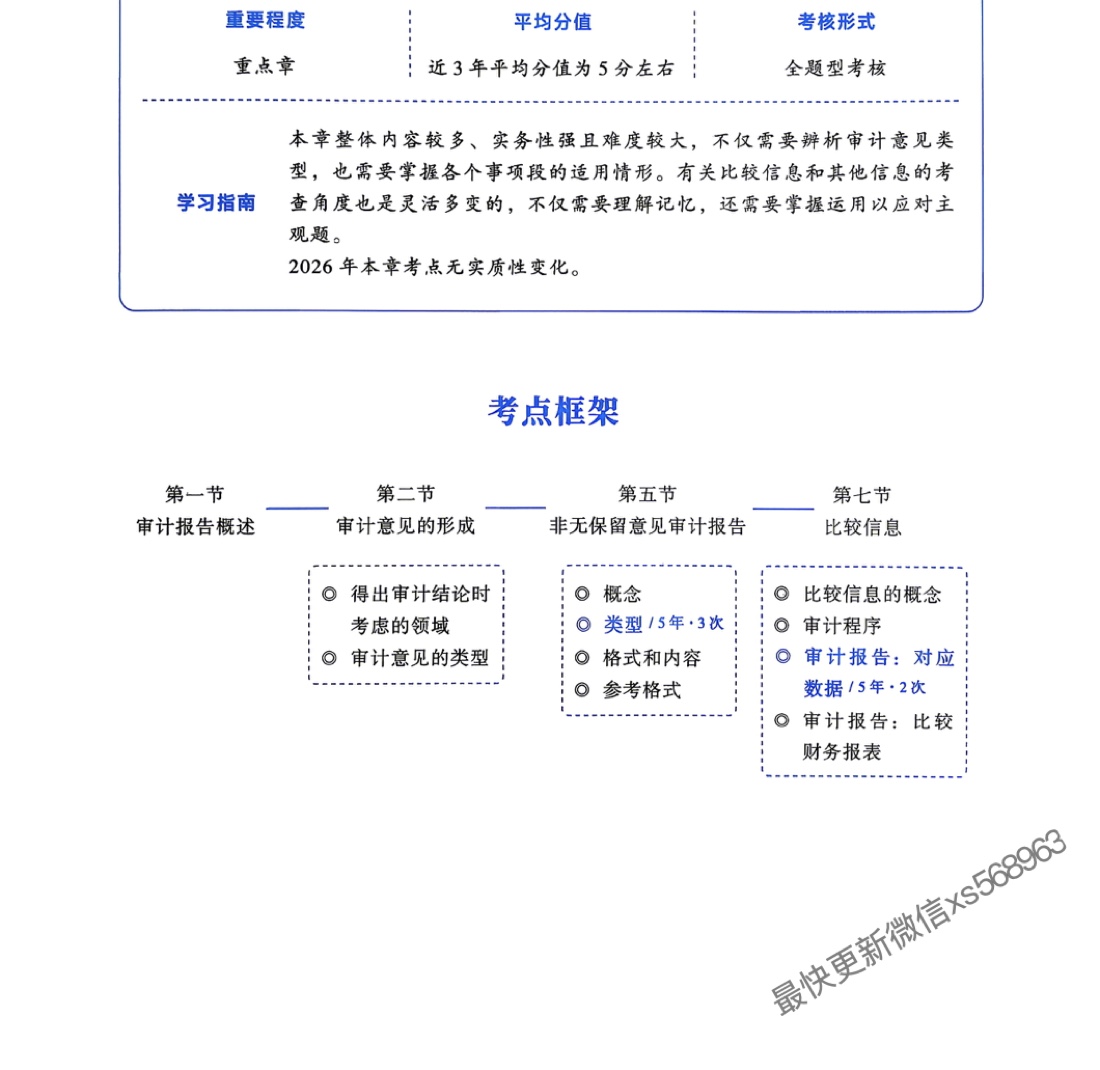 重要程度
平均分值
考核形式
重点章
近 3 年平均分值为 5 分左右
全题型考核
学习指南
本章整体内容较多、实务性强且难度较大，不仅需要辨析审计意见类
型，也需要掌握各个事项段的适用情形。有关比较信息和其他信息的考
查角度也是灵活多变的，不仅需要理解记忆，还需要掌握运用以应对主
观题。
2026 年本章考点无实质性变化。
考点框架
第一节
审计报告概述
第二节
审计意见的形成
◎ 得出审计结论时
考虑的领域
◎ 审计意见的类型
第五节
非无保留意见审计报告
◎ 概念
◎ 类型 / 5 年 · 3 次
◎ 格式和内容
◎ 参考格式
第七节
比较信息
◎ 比较信息的概念
◎ 审计程序
◎ 审计报告：对应
数据 / 5 年 · 2 次
◎ 审计报告：比较
财务报表
最快更新微信xs568963